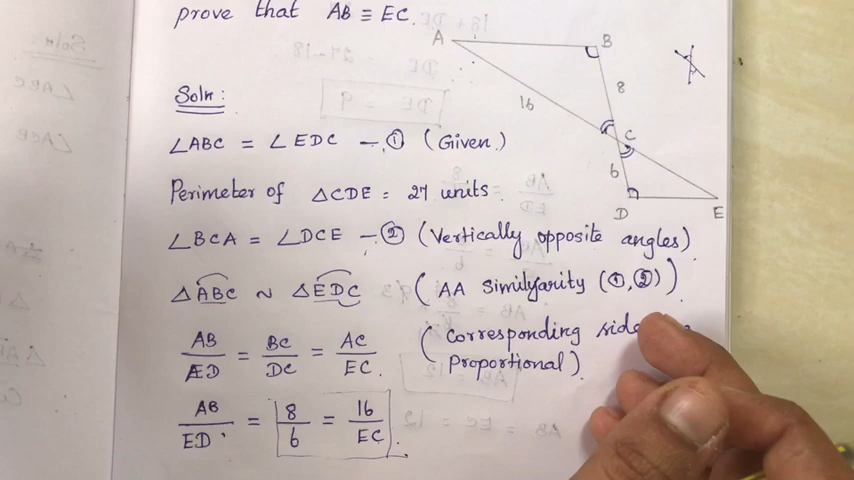 prove that AB ≡ EC.
A
B
8
16
C
6
D
E
Soln:
∠ABC = ∠EDC – ① (Given)
Perimeter of △CDE = 27 units.
∠BCA = ∠DCE – ② (Vertically opposite angles)
△ABC ~ △EDC (AA Similyarity (①,②))
AB/ED = BC/DC = AC/EC (Corresponding side
Proportional)
AB/ED = 8/6 = 16/EC.